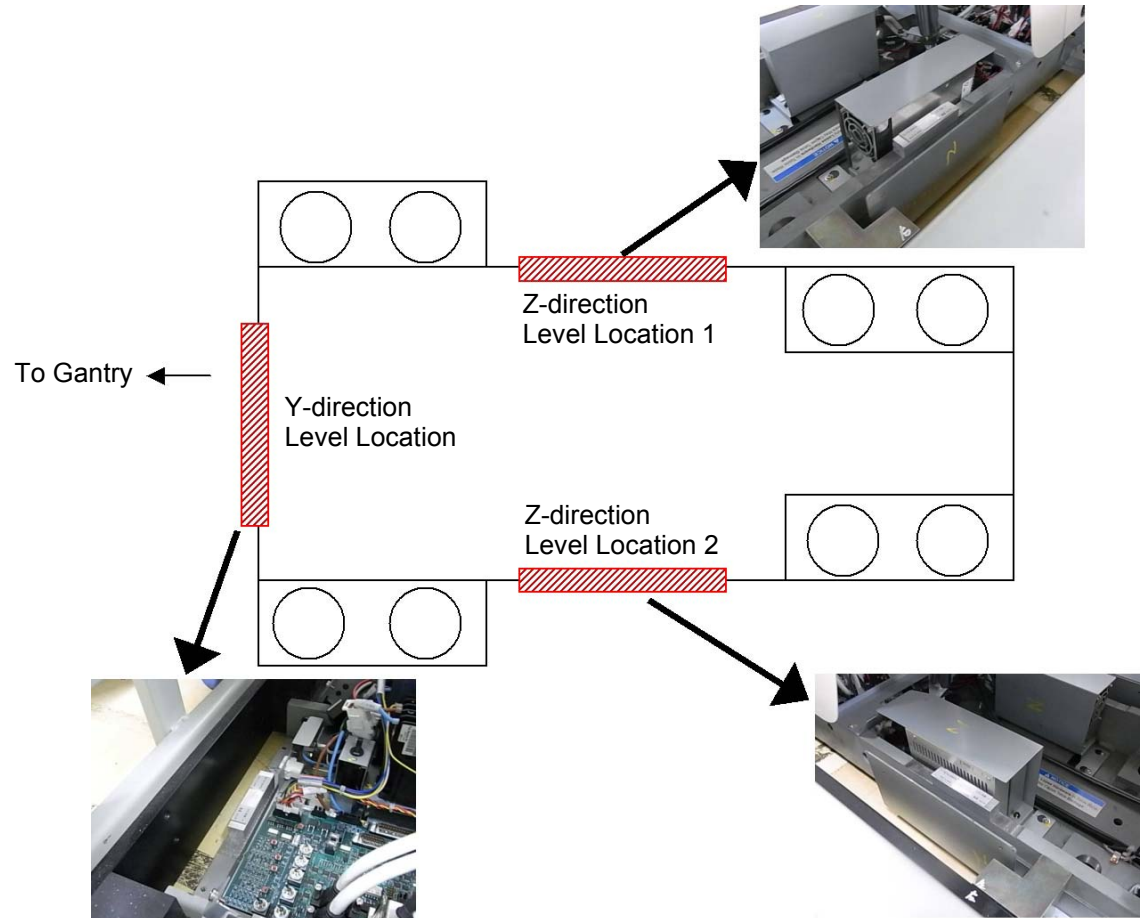 Z-direction
Level Location 1
To Gantry
Y-direction
Level Location
Z-direction
Level Location 2